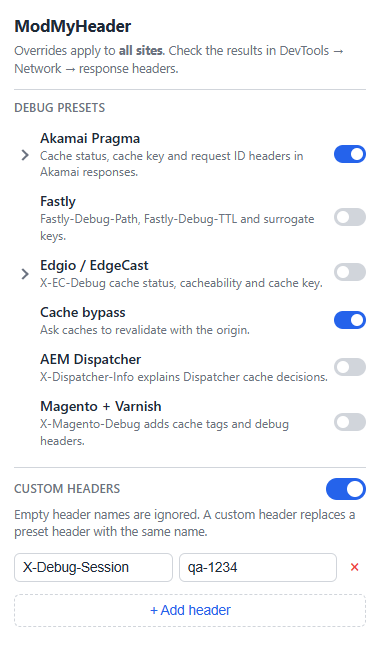 ModMyHeader
Overrides apply to all sites. Check the results in DevTools →
Network → response headers.
DEBUG PRESETS
Akamai Pragma
Cache status, cache key and request ID headers in
Akamai responses.
Fastly
Fastly-Debug-Path, Fastly-Debug-TTL and surrogate
keys.
Edgio / EdgeCast
X-EC-Debug cache status, cacheability and cache key.
Cache bypass
Ask caches to revalidate with the origin.
AEM Dispatcher
X-Dispatcher-Info explains Dispatcher cache decisions.
Magento + Varnish
X-Magento-Debug adds cache tags and debug
headers.
CUSTOM HEADERS
Empty header names are ignored. A custom header replaces a
preset header with the same name.
X-Debug-Session qa-1234 ×
+ Add header